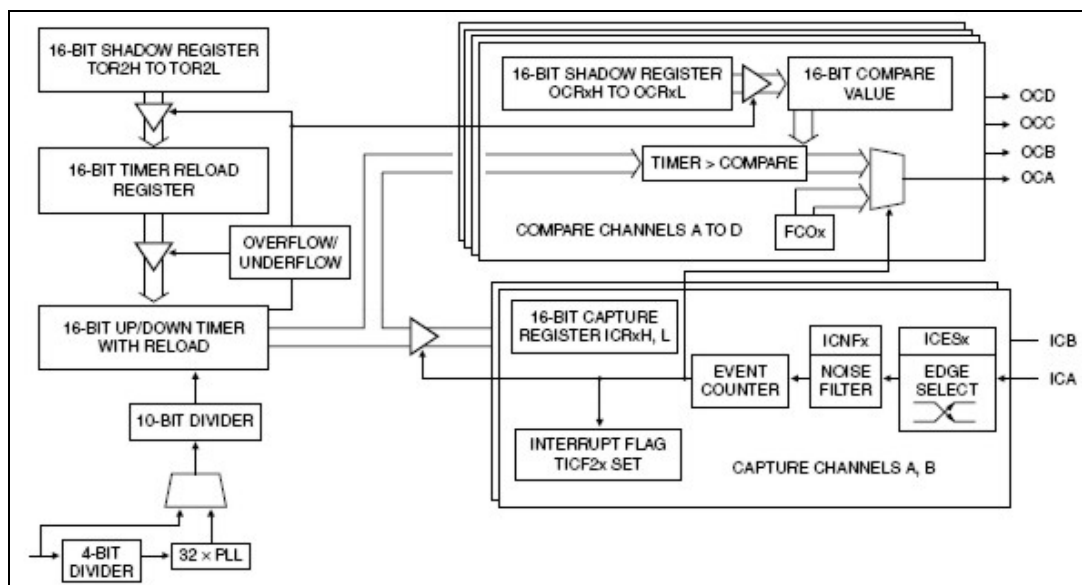 16-BIT SHADOW REGISTER
TOR2H TO TOR2L
16-BIT TIMER RELOAD
REGISTER
OVERFLOW/
UNDERFLOW
16-BIT UP/DOWN TIMER
WITH RELOAD
10-BIT DIVIDER
4-BIT
DIVIDER
32 × PLL
16-BIT SHADOW REGISTER
OCRxH TO OCRxL
16-BIT COMPARE
VALUE
TIMER > COMPARE
FCOx
COMPARE CHANNELS A TO D
OCD
OCC
OCB
OCA
16-BIT CAPTURE
REGISTER ICRxH, L
EVENT
COUNTER
ICNFx
NOISE
FILTER
ICESx
EDGE
SELECT
ICB
ICA
INTERRUPT FLAG
TICF2x SET
CAPTURE CHANNELS A, B